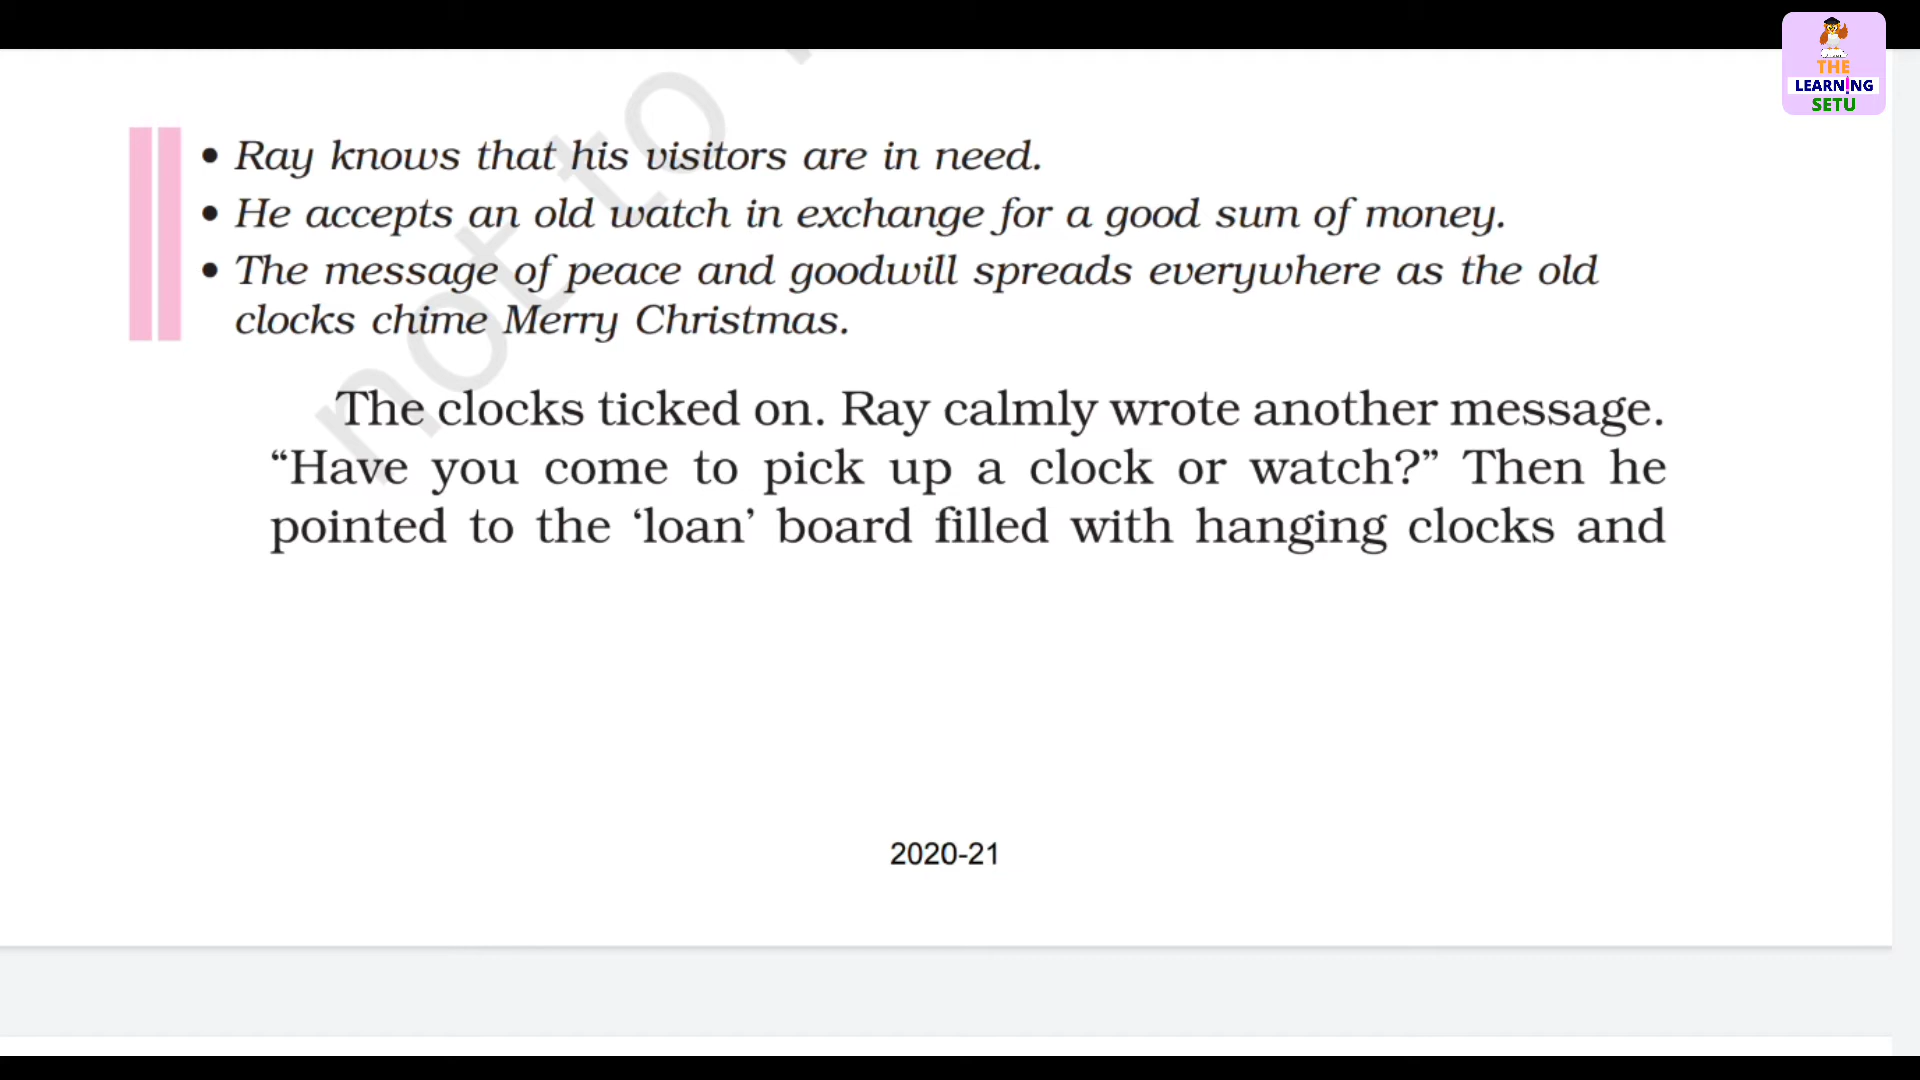 THE
LEARNING
SETU
not to
• Ray knows that his visitors are in need.
• He accepts an old watch in exchange for a good sum of money.
• The message of peace and goodwill spreads everywhere as the old
clocks chime Merry Christmas.
The clocks ticked on. Ray calmly wrote another message.
“Have you come to pick up a clock or watch?” Then he
pointed to the ‘loan’ board filled with hanging clocks and
2020-21